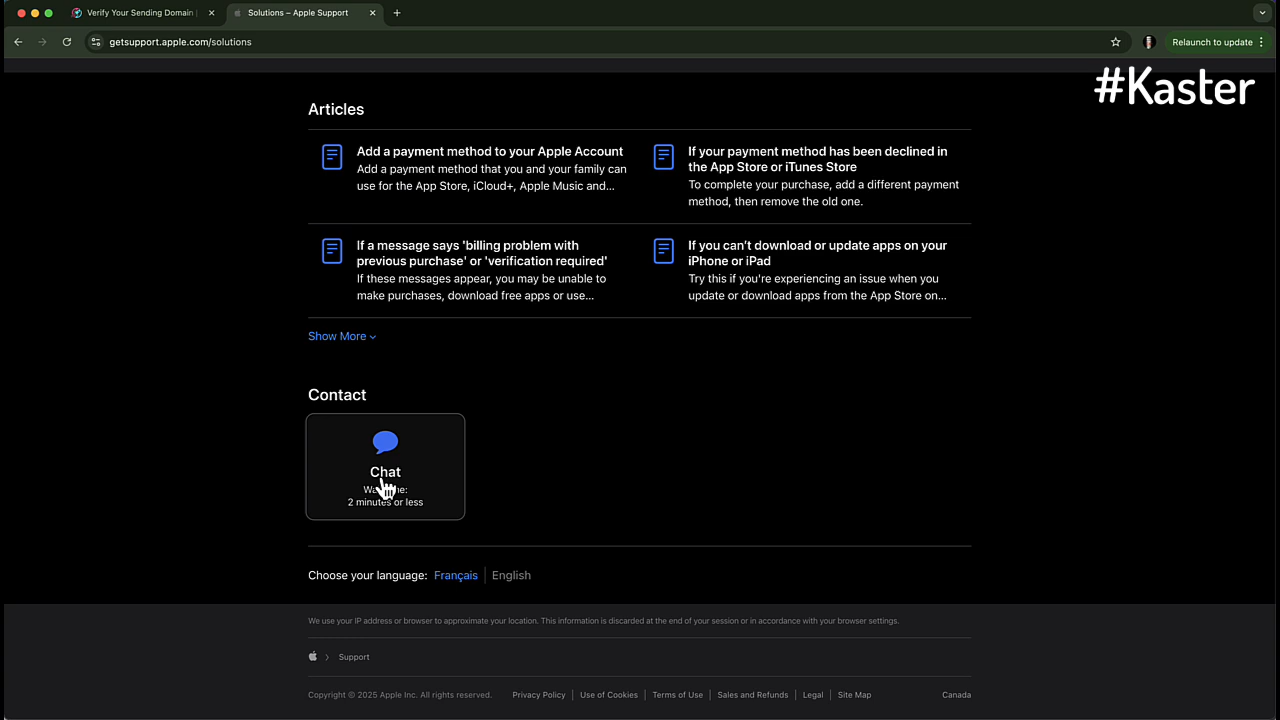 Verify Your Sending Domain
Solutions – Apple Support
getsupport.apple.com/solutions
Relaunch to update
#Kaster
Articles
Add a payment method to your Apple Account
Add a payment method that you and your family can
use for the App Store, iCloud+, Apple Music and...
If your payment method has been declined in
the App Store or iTunes Store
To complete your purchase, add a different payment
method, then remove the old one.
If a message says 'billing problem with
previous purchase' or 'verification required'
If these messages appear, you may be unable to
make purchases, download free apps or use...
If you can't download or update apps on your
iPhone or iPad
Try this if you're experiencing an issue when you
update or download apps from the App Store on...
Show More
Contact
Chat
2 minutes or less
Choose your language: Français | English
We use your IP address or browser to approximate your location. This information is discarded at the end of your session or in accordance with your browser settings.
Support
Copyright © 2025 Apple Inc. All rights reserved. Privacy Policy | Use of Cookies | Terms of Use | Sales and Refunds | Legal | Site Map Canada